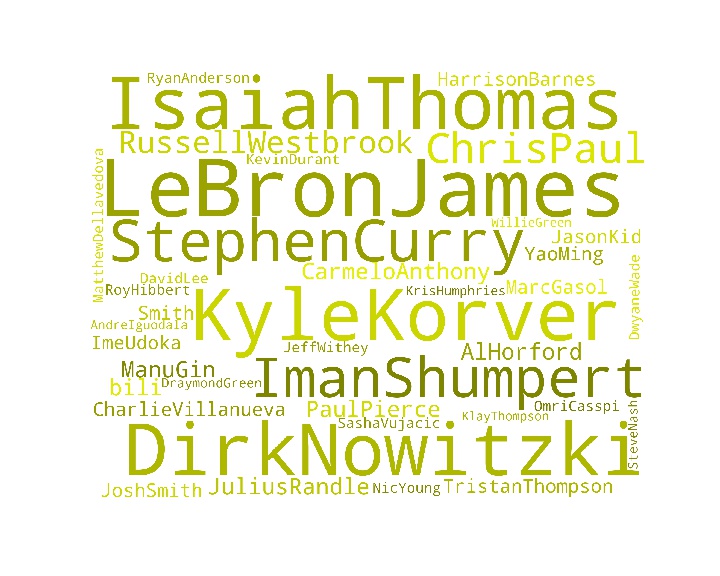 RyanAnderson
HarrisonBarnes
IsaiahThomas
RussellWestbrook
ChrisPaul
KevinDurant
MatthewDellavedova
LeBronJames
WillieGreen
StephenCurry
JasonKid
YaoMing
DwyaneWade
CarmeloAnthony
DavidLee
RoyHibbert
KrisHumphries
MarcGasol
Smith
KyleKorver
AndreIguodala
ImeUdoka
JeffWithey
AlHorford
ManuGin
ImanShumpert
bili
DraymondGreen
CharlieVillanueva
PaulPierce
OmriCasspi
KlayThompson
SashaVujacic
SteveNash
DirkNowitzki
JoshSmith
JuliusRandle
NicYoung
TristanThompson